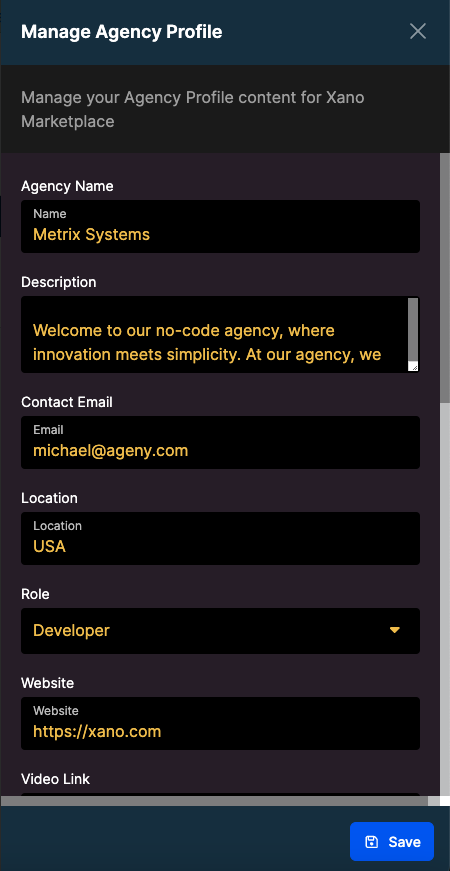 Manage Agency Profile
Manage your Agency Profile content for Xano
Marketplace
Agency Name
Name
Metrix Systems
Description
Welcome to our no-code agency, where
innovation meets simplicity. At our agency, we
Contact Email
Email
michael@ageny.com
Location
Location
USA
Role
Developer
Website
Website
https://xano.com
Video Link
Save